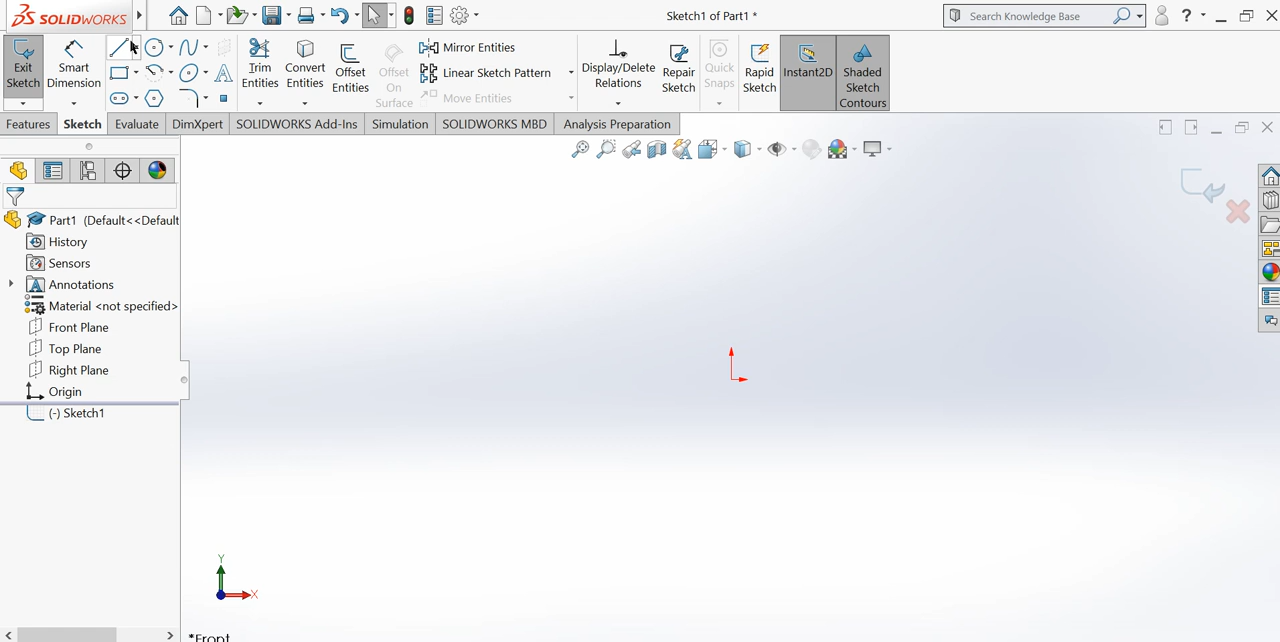 SOLIDWORKS
Sketch1 of Part1 *
Search Knowledge Base
?
Exit Sketch
Smart Dimension
Trim Entities
Convert Entities
Offset Entities
Offset On Surface
Mirror Entities
Linear Sketch Pattern
Move Entities
Display/Delete Relations
Repair Sketch
Quick Snaps
Rapid Sketch
Instant2D
Shaded Sketch Contours
Features
Sketch
Evaluate
DimXpert
SOLIDWORKS Add-Ins
Simulation
SOLIDWORKS MBD
Analysis Preparation
Part1 (Default<<Default
History
Sensors
Annotations
Material <not specified>
Front Plane
Top Plane
Right Plane
Origin
(-) Sketch1
Y
X
*Front